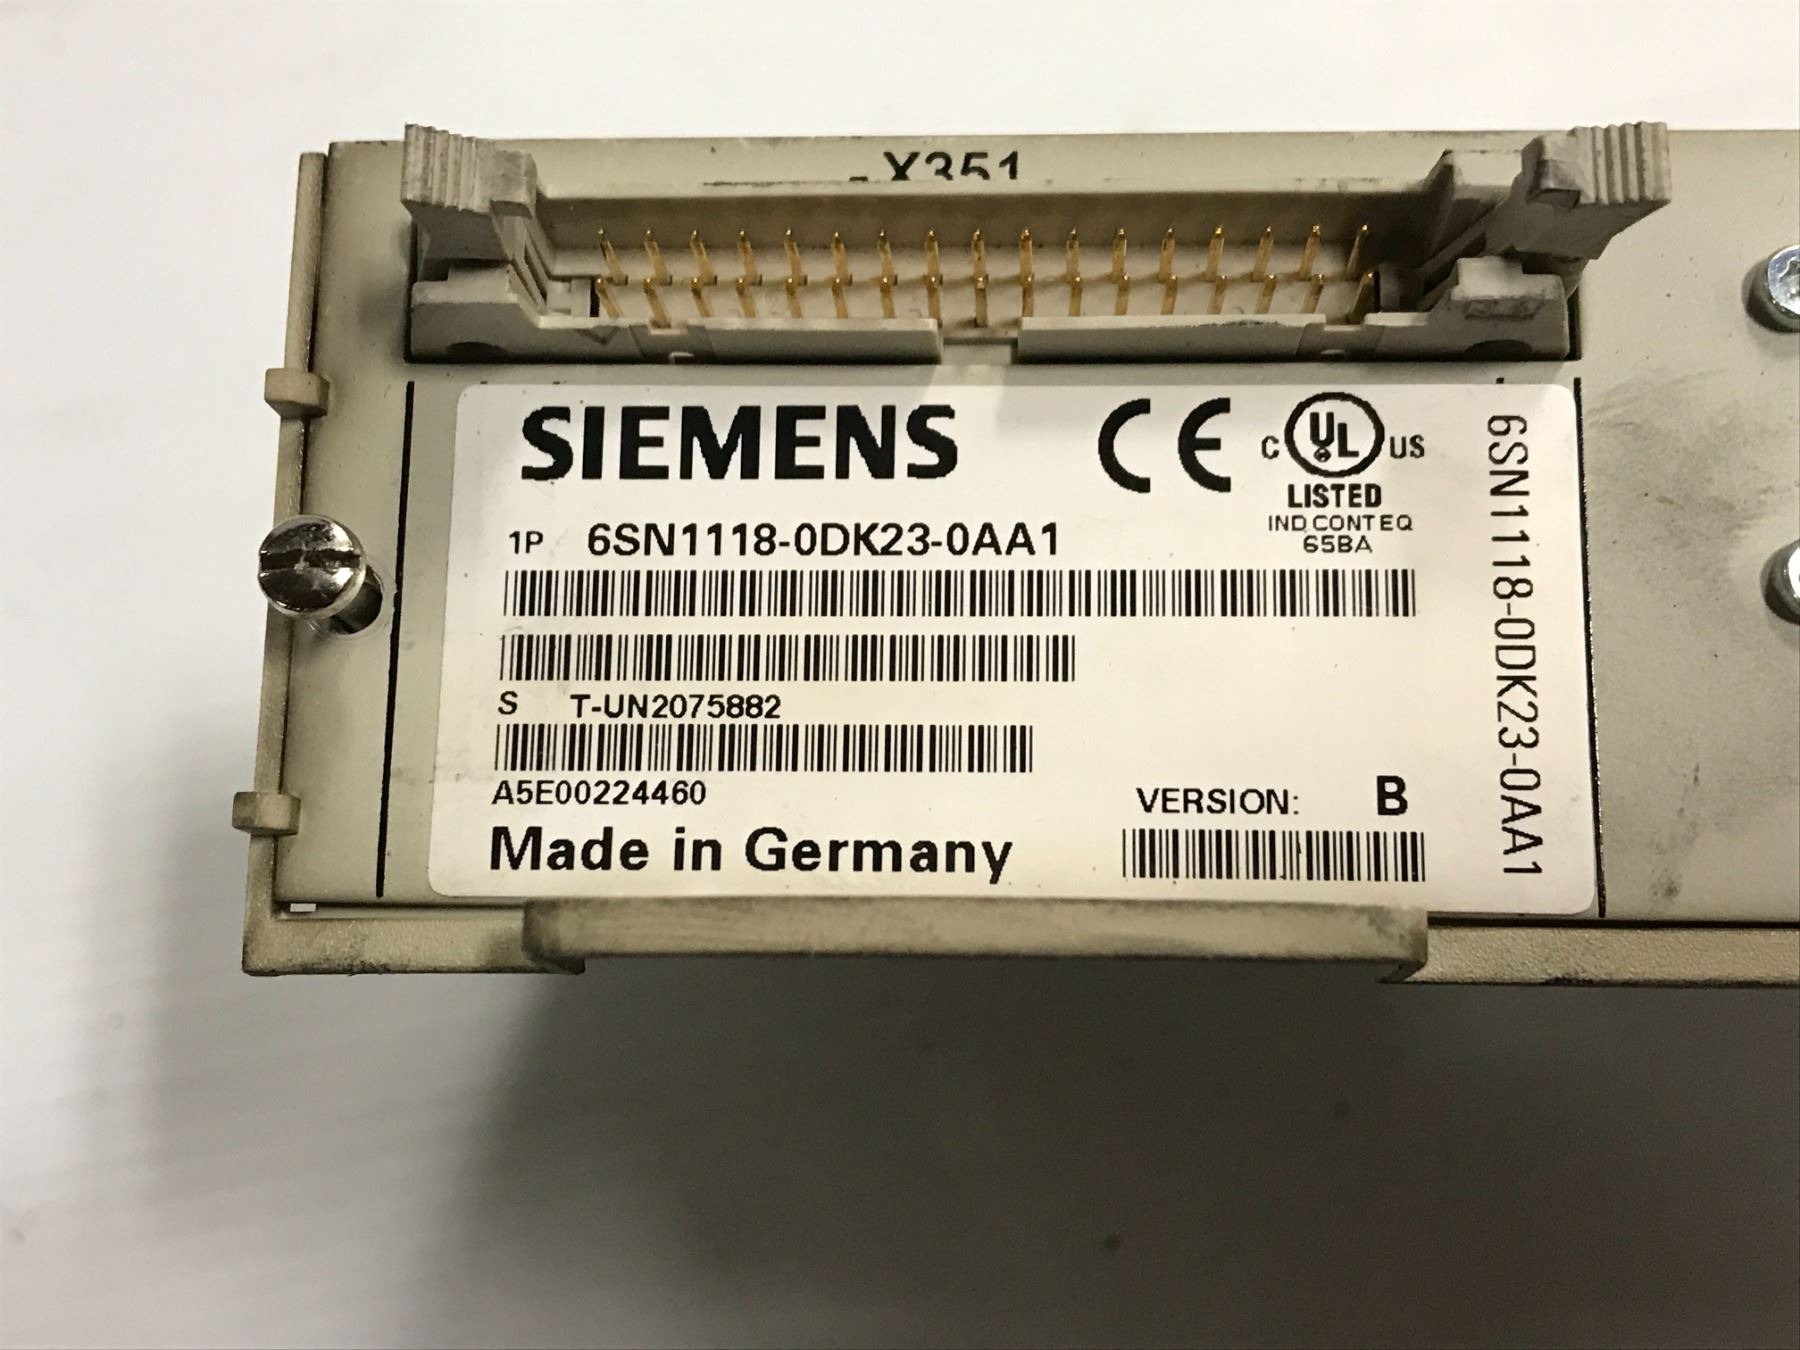 -X351
SIEMENS
CE
C UL US
LISTED
IND CONT EQ
65BA
1P 6SN1118-0DK23-0AA1
S T-UN2075882
A5E00224460
VERSION: B
Made in Germany
6SN1118-0DK23-0AA1